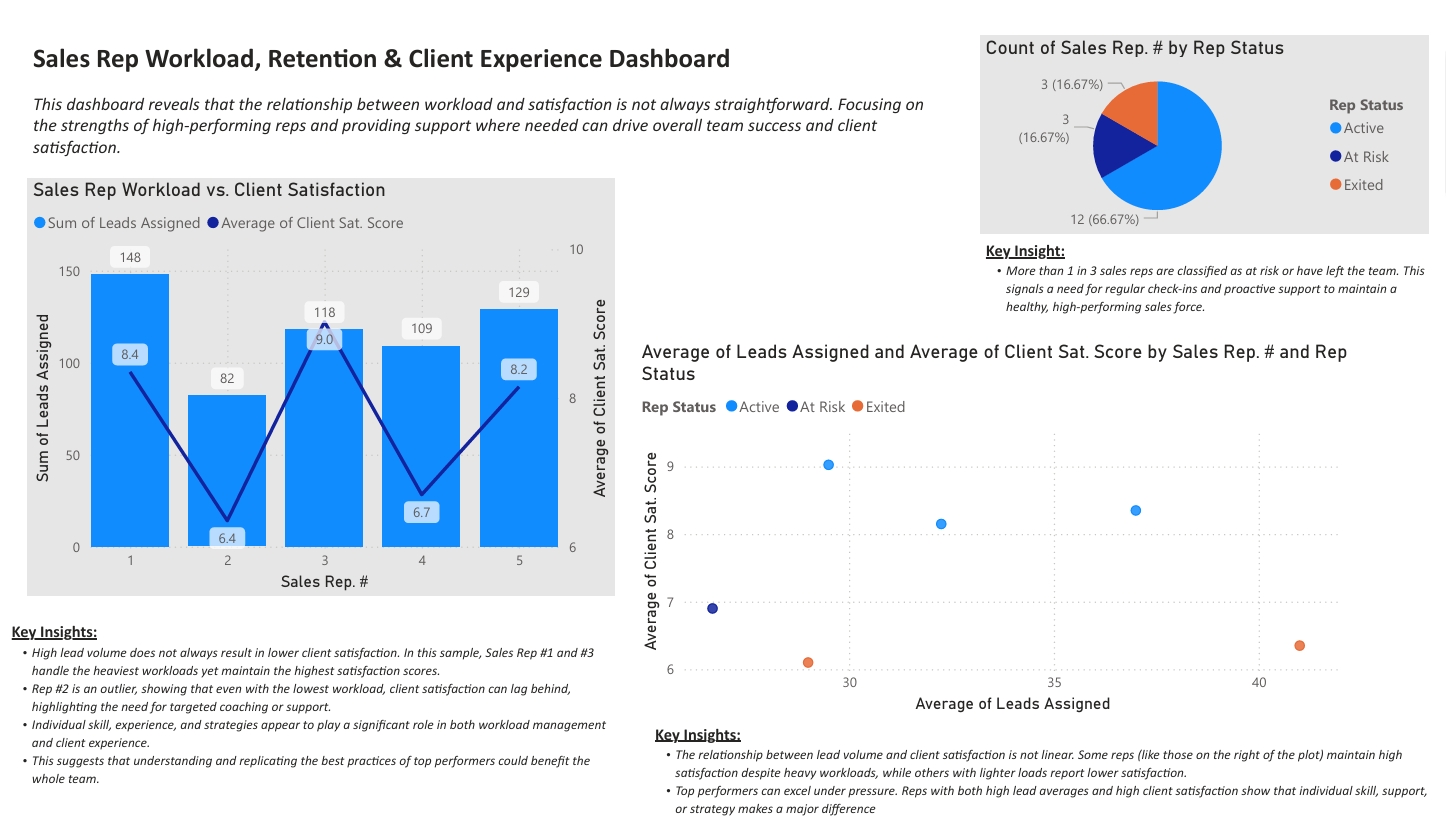 Sales Rep Workload, Retention & Client Experience Dashboard
This dashboard reveals that the relationship between workload and satisfaction is not always straightforward. Focusing on
the strengths of high-performing reps and providing support where needed can drive overall team success and client
satisfaction.
Count of Sales Rep. # by Rep Status
3 (16.67%)
3
(16.67%)
12 (66.67%)
Rep Status
Active
At Risk
Exited
Key Insight:
• More than 1 in 3 sales reps are classified as at risk or have left the team. This
signals a need for regular check-ins and proactive support to maintain a
healthy, high-performing sales force.
Sales Rep Workload vs. Client Satisfaction
Sum of Leads Assigned Average of Client Sat. Score
Sum of Leads Assigned
150
100
50
0
148
82
118
109
129
8.4
6.4
9.0
6.7
8.2
10
8
6
Average of Client Sat. Score
1 2 3 4 5
Sales Rep. #
Key Insights:
• High lead volume does not always result in lower client satisfaction. In this sample, Sales Rep #1 and #3
handle the heaviest workloads yet maintain the highest satisfaction scores.
• Rep #2 is an outlier, showing that even with the lowest workload, client satisfaction can lag behind,
highlighting the need for targeted coaching or support.
• Individual skill, experience, and strategies appear to play a significant role in both workload management
and client experience.
• This suggests that understanding and replicating the best practices of top performers could benefit the
whole team.
Average of Leads Assigned and Average of Client Sat. Score by Sales Rep. # and Rep
Status
Rep Status Active At Risk Exited
Average of Client Sat. Score
9
8
7
6
30 35 40
Average of Leads Assigned
Key Insights:
• The relationship between lead volume and client satisfaction is not linear. Some reps (like those on the right of the plot) maintain high
satisfaction despite heavy workloads, while others with lighter loads report lower satisfaction.
• Top performers can excel under pressure. Reps with both high lead averages and high client satisfaction show that individual skill, support,
or strategy makes a major difference